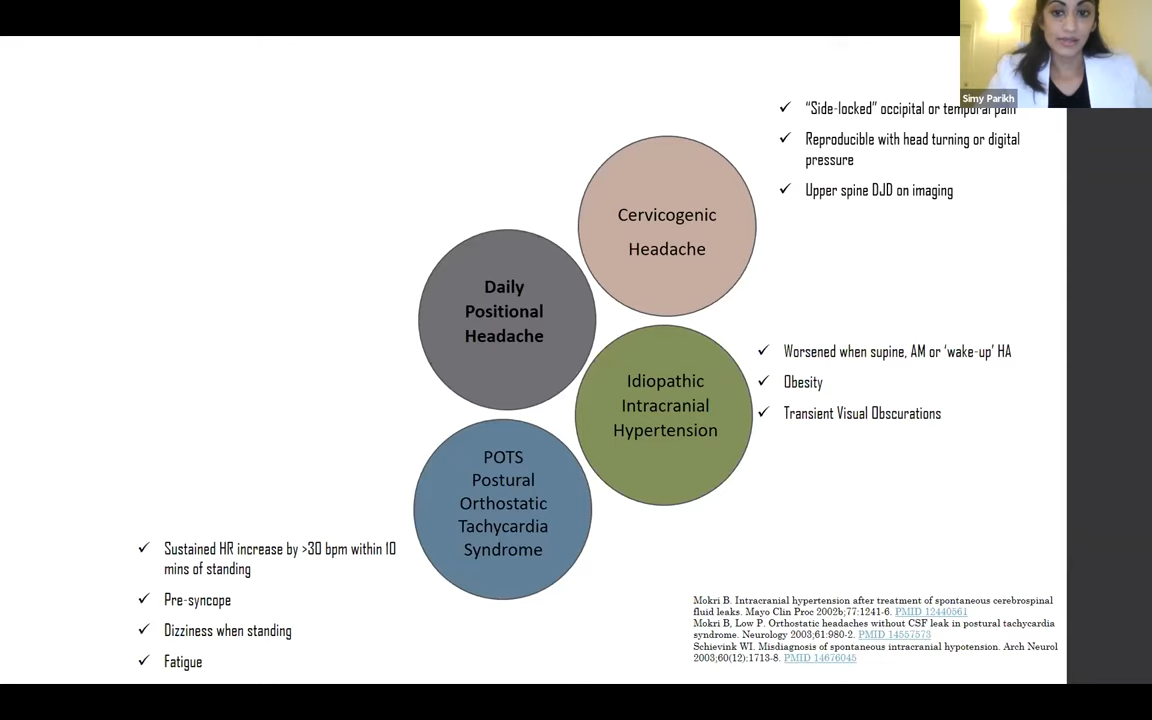 Simy Parikh
✓ "Side-locked" occipital or temporal pain
✓ Reproducible with head turning or digital
pressure
✓ Upper spine DJD on imaging
Cervicogenic
Headache
Daily
Positional
Headache
Idiopathic
Intracranial
Hypertension
✓ Worsened when supine, AM or 'wake-up' HA
✓ Obesity
✓ Transient Visual Obscurations
POTS
Postural
Orthostatic
Tachycardia
Syndrome
✓ Sustained HR increase by >30 bpm within 10
mins of standing
✓ Pre-syncope
✓ Dizziness when standing
✓ Fatigue
Mokri B. Intracranial hypertension after treatment of spontaneous cerebrospinal
fluid leaks. Mayo Clin Proc 2002b;77:1241-6. PMID 12440561
Mokri B, Low P. Orthostatic headaches without CSF leak in postural tachycardia
syndrome. Neurology 2003;61:980-2. PMID 14557573
Schievink WI. Misdiagnosis of spontaneous intracranial hypotension. Arch Neurol
2003;60(12):1713-8. PMID 14676045